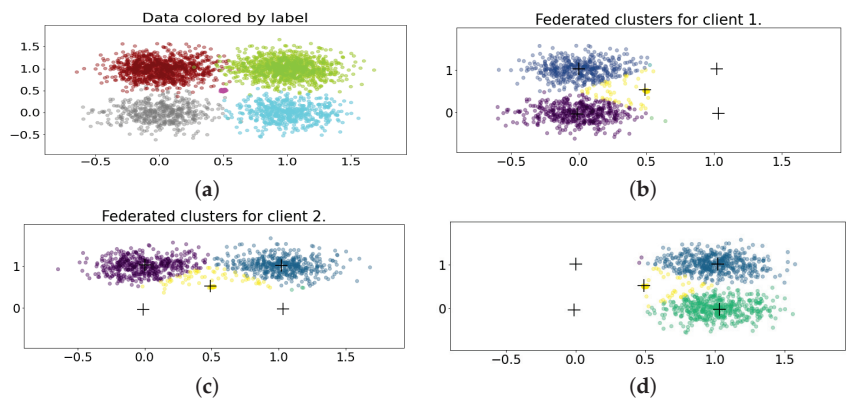 Data colored by label
1.5
1.0
0.5
0.0
−0.5
−0.5 0.0 0.5 1.0 1.5
(a)
Federated clusters for client 1.
1
0
−0.5 0.0 0.5 1.0 1.5
(b)
Federated clusters for client 2.
1
0
−0.5 0.0 0.5 1.0 1.5
(c)
1
0
−0.5 0.0 0.5 1.0 1.5
(d)